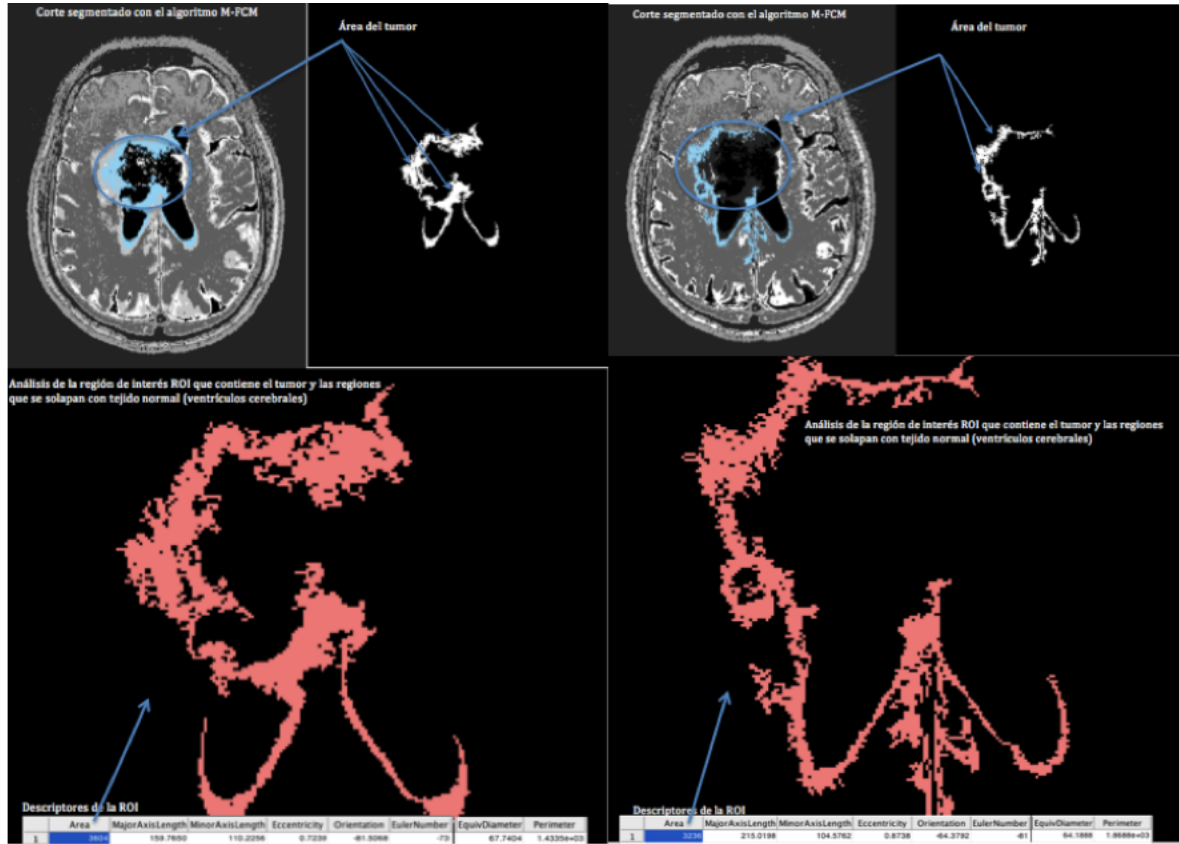 Corte segmentado con el algoritmo M-FCM
Área del tumor
Corte segmentado con el algoritmo M-FCM
Área del tumor
Análisis de la región de interés ROI que contiene el tumor y las regiones
que se solapan con tejido normal (ventrículos cerebrales)
Análisis de la región de interés ROI que contiene el tumor y las regiones
que se solapan con tejido normal (ventrículos cerebrales)
Descriptores de la ROI
Area MajorAxisLength MinorAxisLength Eccentricity Orientation EulerNumber EquivDiameter Perimeter
1 3604 159.7650 110.2256 0.7239 -81.5068 -73 67.7404 1.4335e+03
Descriptores de la ROI
Area MajorAxisLength MinorAxisLength Eccentricity Orientation EulerNumber EquivDiameter Perimeter
1 3236 215.0198 104.5762 0.8738 -64.3792 64.1888 1.8688e+03